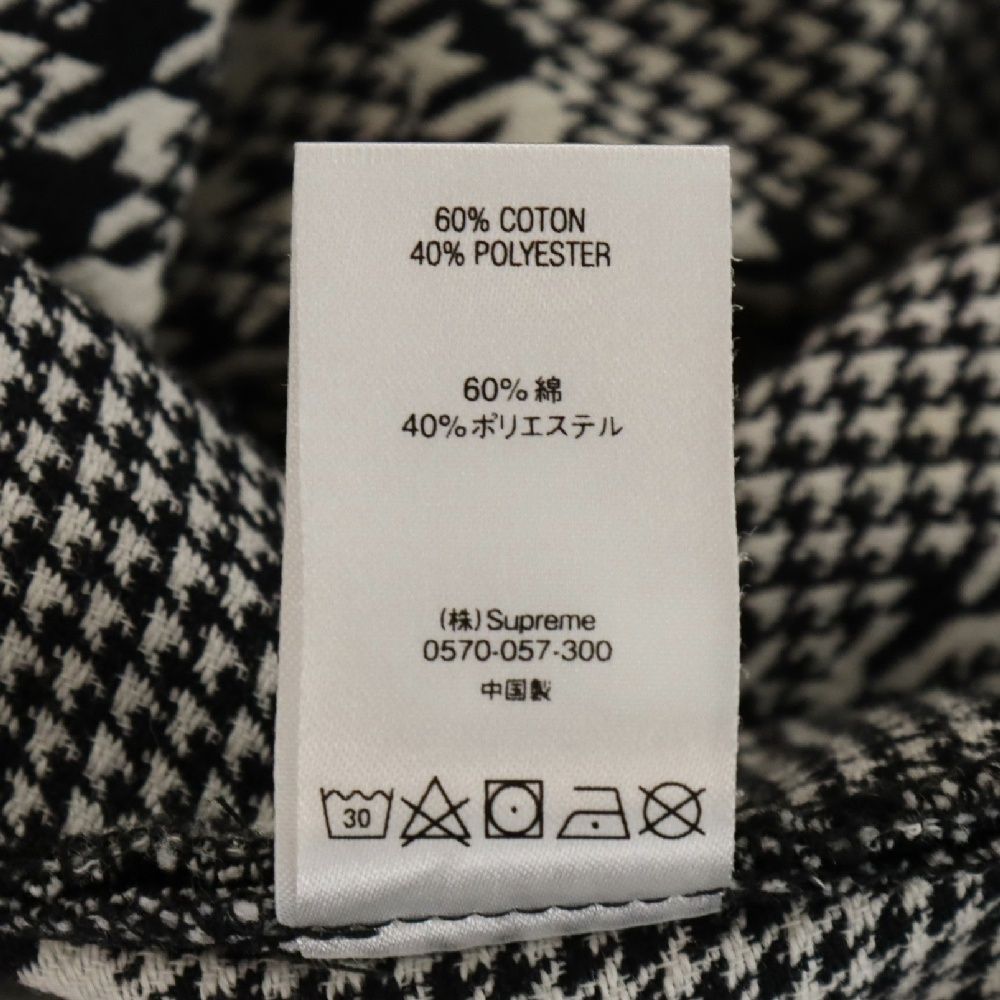 60% COTON
40% POLYESTER
60%綿
40%ポリエステル
(株)Supreme
0570-057-300
中国製
30